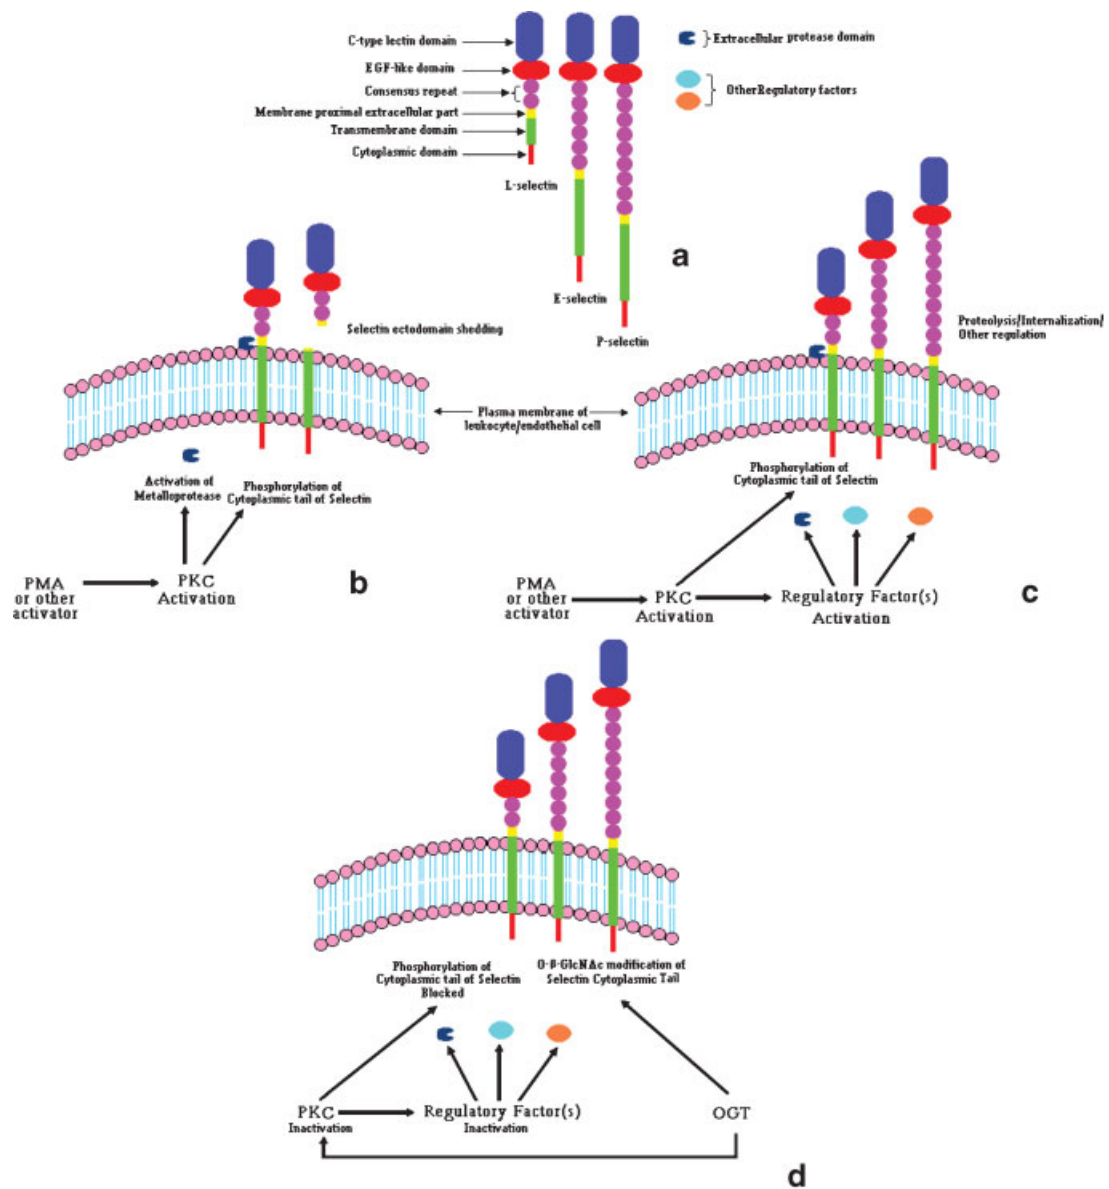 C-type lectin domain
EGF-like domain
Consensus repeat
Membrane proximal extracellular part
Transmembrane domain
Cytoplasmic domain
L-selectin
E-selectin
P-selectin
Extracellular protease domain
Other Regulatory factors
a
Selectin ectodomain shedding
Plasma membrane of
leukocyte/endothelial cell
Activation of
Metalloprotease
Phosphorylation of
Cytoplasmic tail of Selectin
PMA
or other
activator
PKC
Activation
b
Proteolysis/Internalization/
Other regulation
Phosphorylation of
Cytoplasmic tail of Selectin
PMA
or other
activator
PKC
Activation
Regulatory Factor(s)
Activation
c
Phosphorylation of
Cytoplasmic tail of Selectin
Blocked
O-β-GlcNAc modification of
Selectin Cytoplasmic Tail
PKC
Inactivation
Regulatory Factor(s)
Inactivation
OGT
d